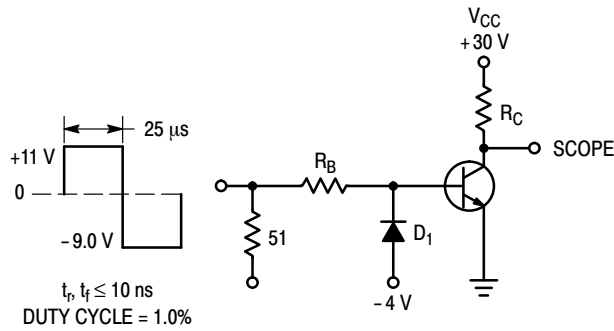 V_CC
+30 V
25 μs
R_C
+11 V
SCOPE
R_B
0
51
D_1
−9.0 V
−4 V
t_r, t_f ≤ 10 ns
DUTY CYCLE = 1.0%